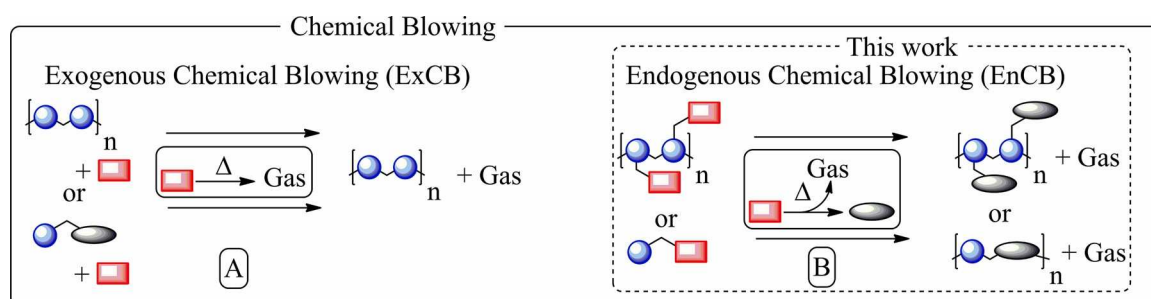 Chemical Blowing
Exogenous Chemical Blowing (ExCB)
n
+
or
+
Δ
Gas
n
+ Gas
A
This work
Endogenous Chemical Blowing (EnCB)
n
or
Gas
Δ
B
n
+ Gas
or
n
+ Gas